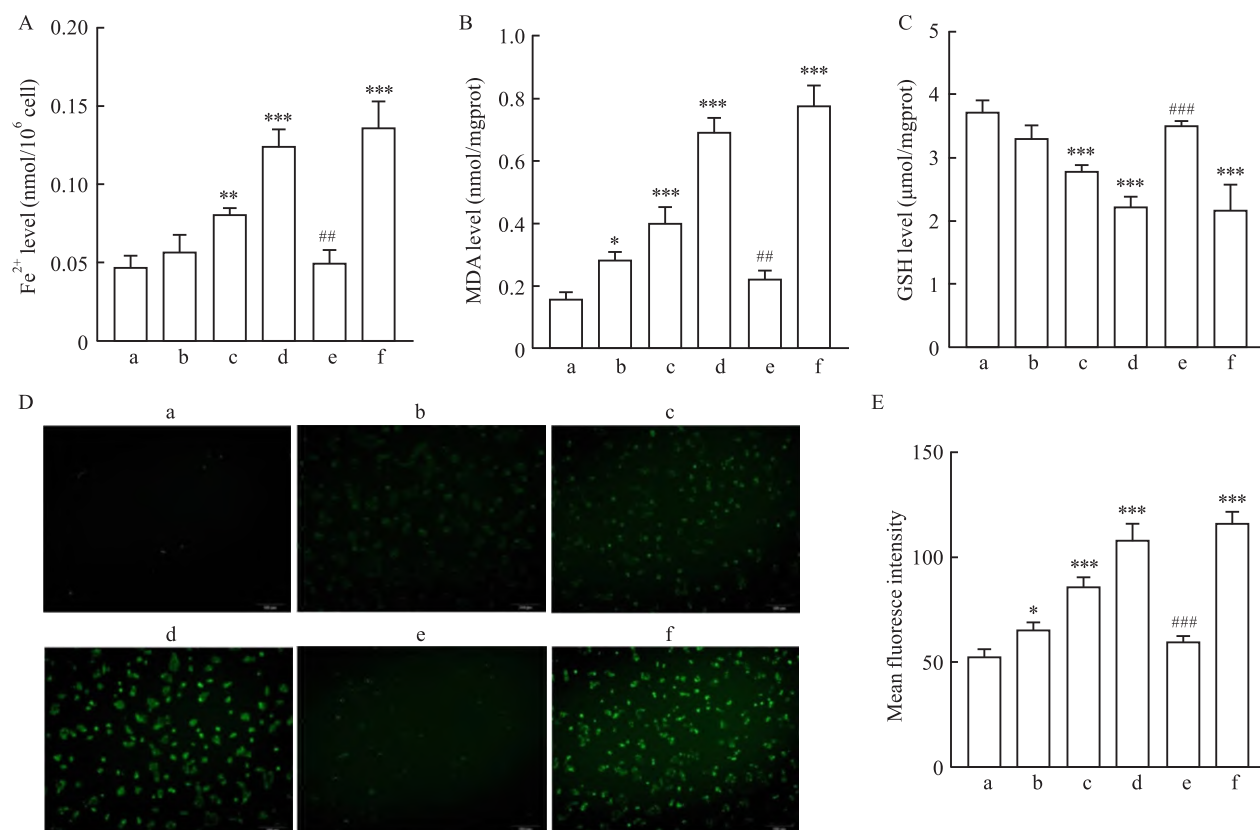 A
Fe2+ level (nmol/10^6 cell)
0.20
0.15
0.10
0.05
0
**
***
##
***
a b c d e f
B
MDA level (nmol/mgprot)
1.0
0.8
0.6
0.4
0.2
0
*
***
***
##
***
a b c d e f
C
GSH level (μmol/mgprot)
5
4
3
2
1
0
***
***
###
***
a b c d e f
D
a b c
d e f
E
Mean fluoresce intensity
150
100
50
0
*
***
***
###
***
a b c d e f